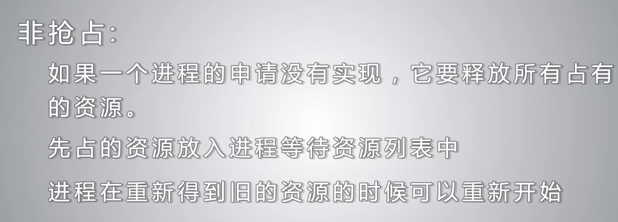 非抢占:
如果一个进程的申请没有实现，它要释放所有占有
的资源。
先占的资源放入进程等待资源列表中
进程在重新得到旧的资源的时候可以重新开始